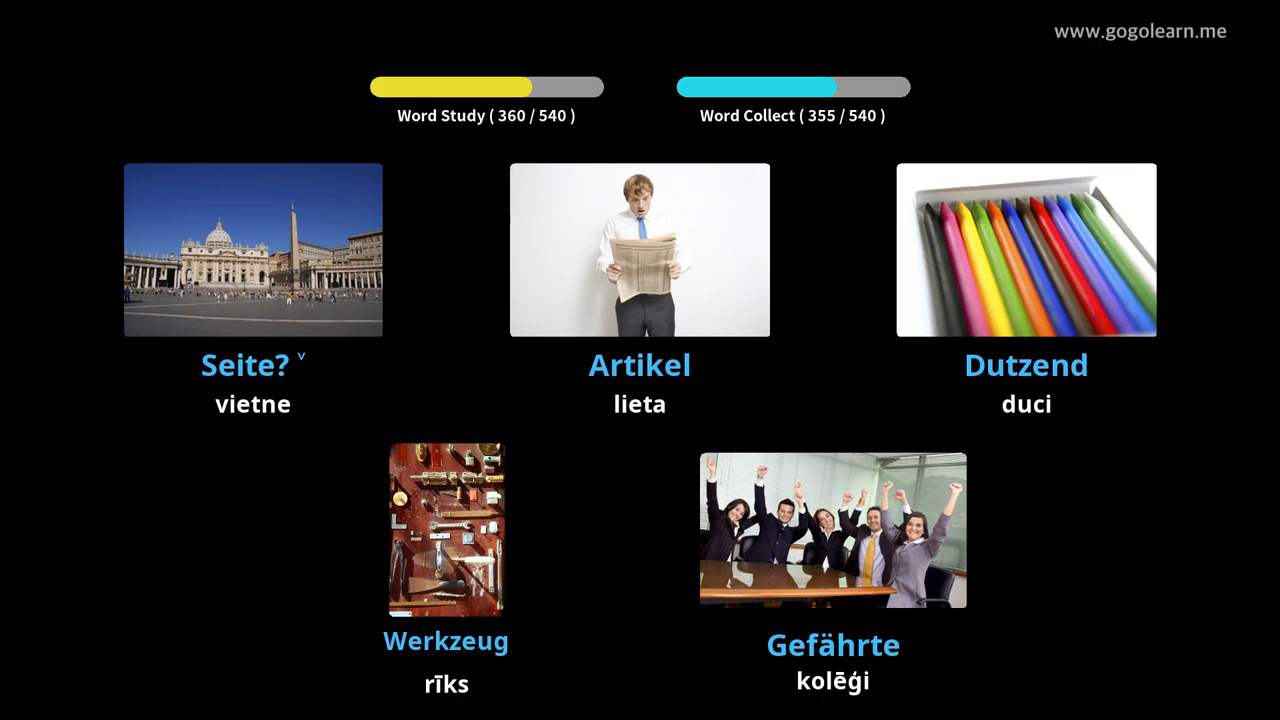 www.gogolearn.me
Word Study ( 360 / 540 )
Word Collect ( 355 / 540 )
Seite? ˅
vietne
Artikel
lieta
Dutzend
duci
Werkzeug
rīks
Gefährte
kolēģi